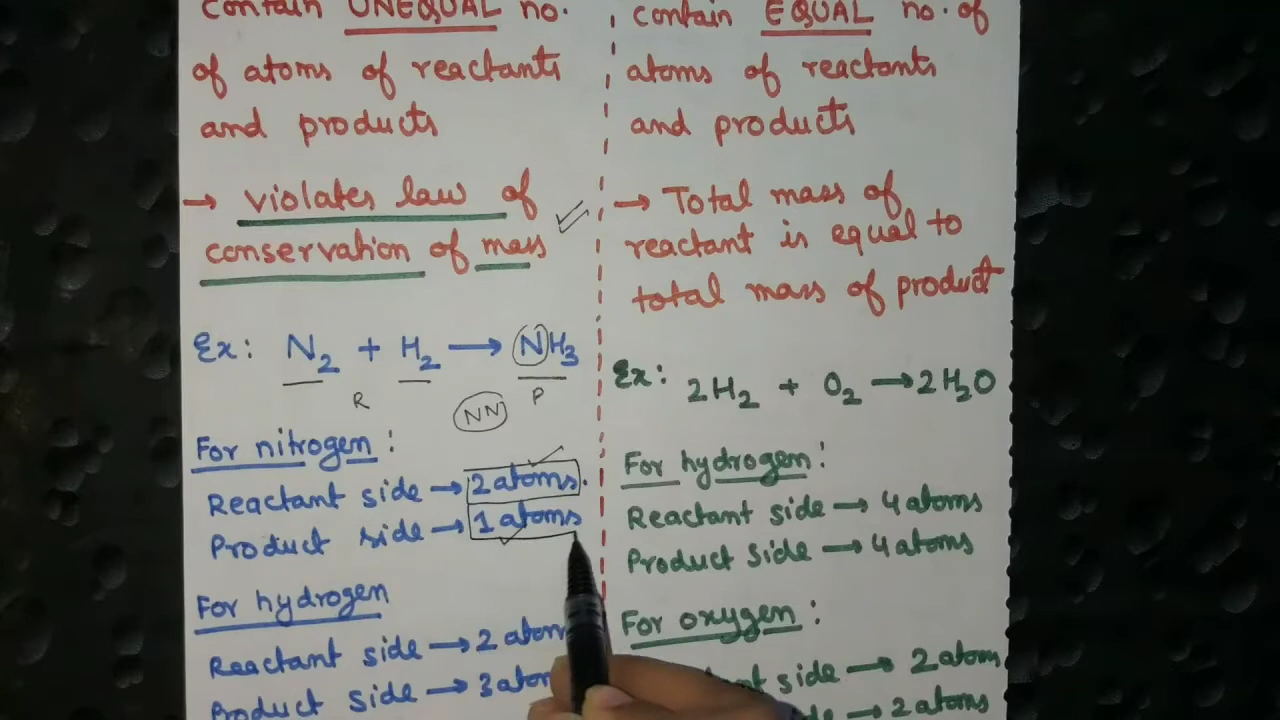 contain UNEQUAL no.
of atoms of reactants
and products
→ violates law of
conservation of mass
Ex: N₂ + H₂ → NH₃
R
NN
P
For nitrogen:
Reactant side → 2 atoms.
Product side → 1 atoms
For hydrogen
Reactant side → 2 atom
Product side → 3 atom
contain EQUAL no. of
atoms of reactants
and products
→ Total mass of
reactant is equal to
total mass of product
Ex: 2H₂ + O₂ → 2H₂O
For hydrogen:
Reactant side → 4 atoms
Product side → 4 atoms
For oxygen:
side → 2 atoms
→ 2 atoms